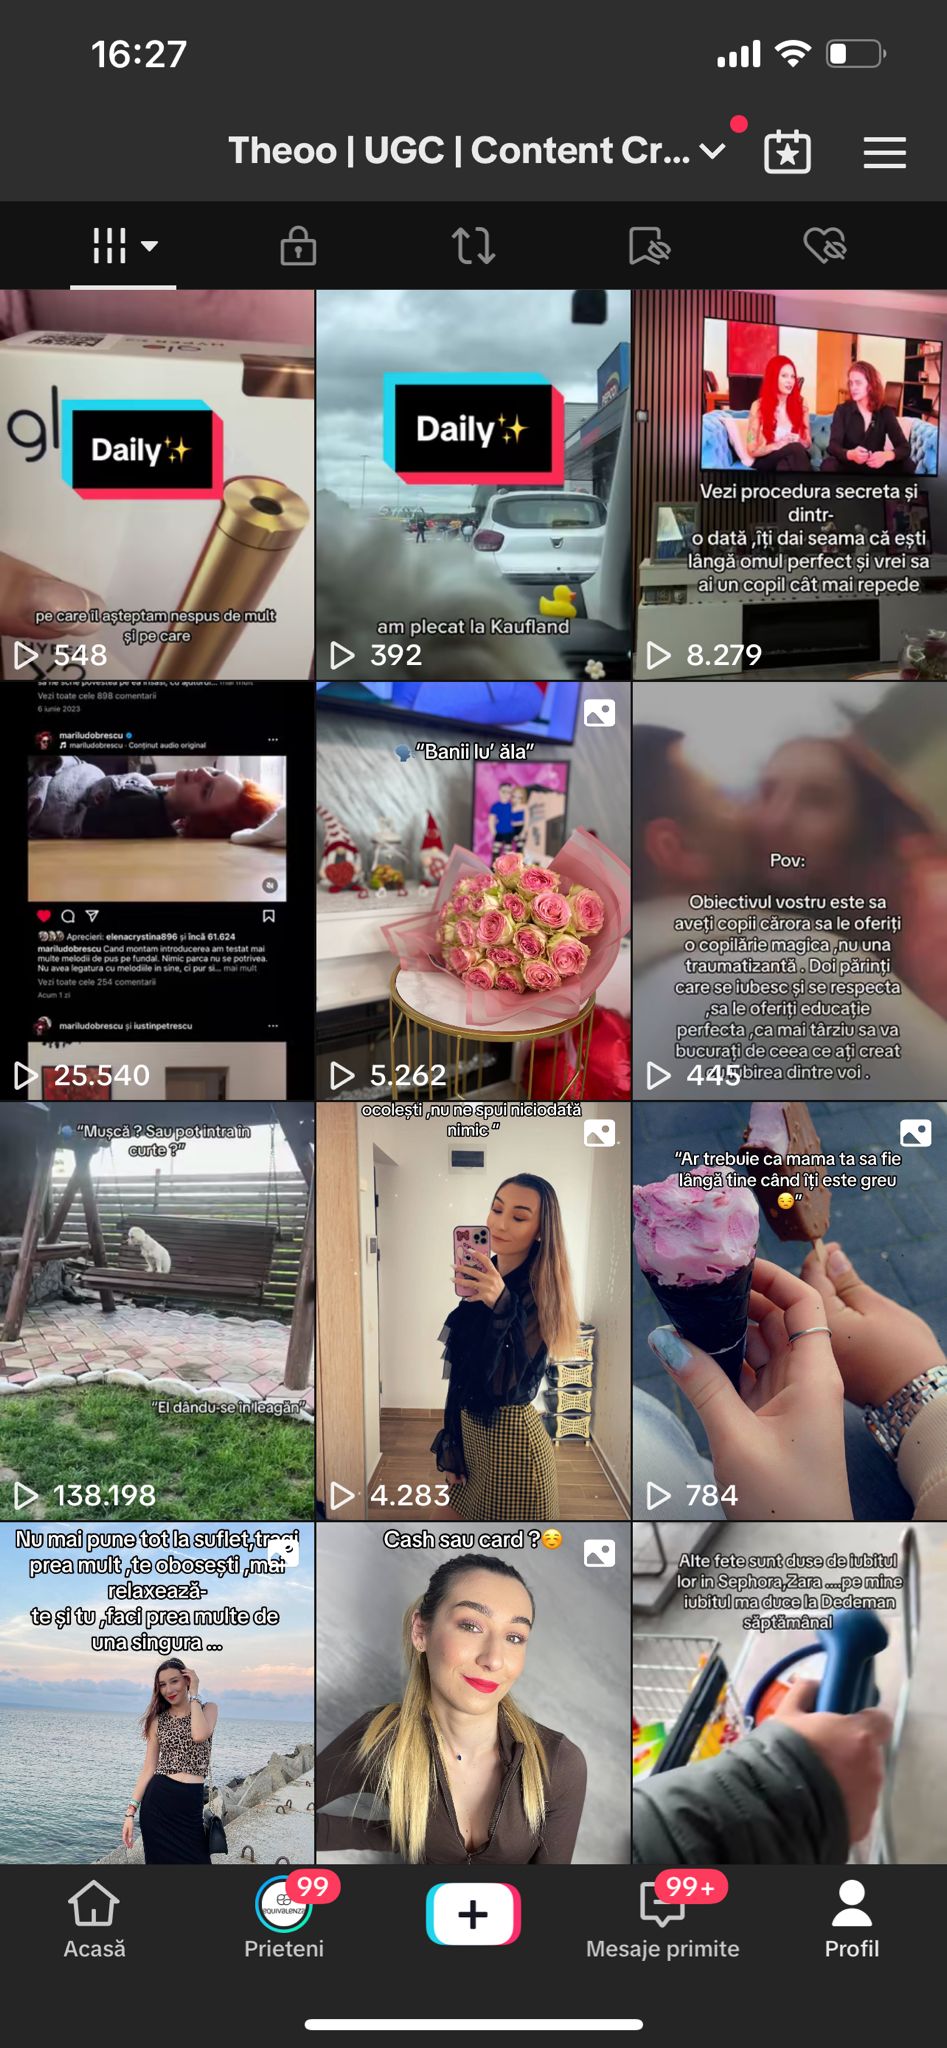 16:27
Theoo | UGC | Content Cr...
gl
HYPER X2
Daily✨
pe care îl așteptam nespus de mult
și pe care
548
Daily✨
am plecat la Kaufland
392
Vezi procedura secreta și
dintr-
o dată ,îți dai seama că ești
lângă omul perfect și vrei sa
ai un copil cât mai repede
8.279
Vezi toate cele 898 comentarii
6 iunie 2023
mariludobrescu
mariludobrescu · Conținut audio original
Aprecieri: elenacrystina896 și încă 61.624
mariludobrescu Cand montam introducerea am testat mai
multe melodii de pus pe fundal. Nimic parca nu se potrivea.
Nu avea legatura cu melodiile in sine, ci pur si... mai mult
Vezi toate cele 254 comentarii
Acum 1 zi
mariludobrescu și iustinpetrescu
25.540
🗣️“Banii lu’ ăla”
5.262
Pov:
Obiectivul vostru este sa
aveți copii cărora sa le oferiți
o copilărie magica ,nu una
traumatizantă . Doi părinți
care se iubesc și se respecta
,sa le oferiți educație
perfecta ,ca mai târziu sa va
bucurați de ceea ce ați creat
iubirea dintre voi .
445
🗣️“Mușcă ? Sau pot intra în
curte ?”
“El dându-se în leagăn”
138.198
ocolești ,nu ne spui niciodată
nimic “
4.283
“Ar trebuie ca mama ta sa fie
lângă tine când îți este greu
😒”
784
Nu mai pune tot la suflet,tragi
prea mult ,te obosești ,mai
relaxează-
te și tu ,faci prea multe de
una singura ...
Cash sau card ?☺️
Alte fete sunt duse de iubitul
lor in Sephora,Zara ....pe mine
iubitul ma duce la Dedeman
săptămânal
99
equivalenza
99+
Acasă
Prieteni
Mesaje primite
Profil